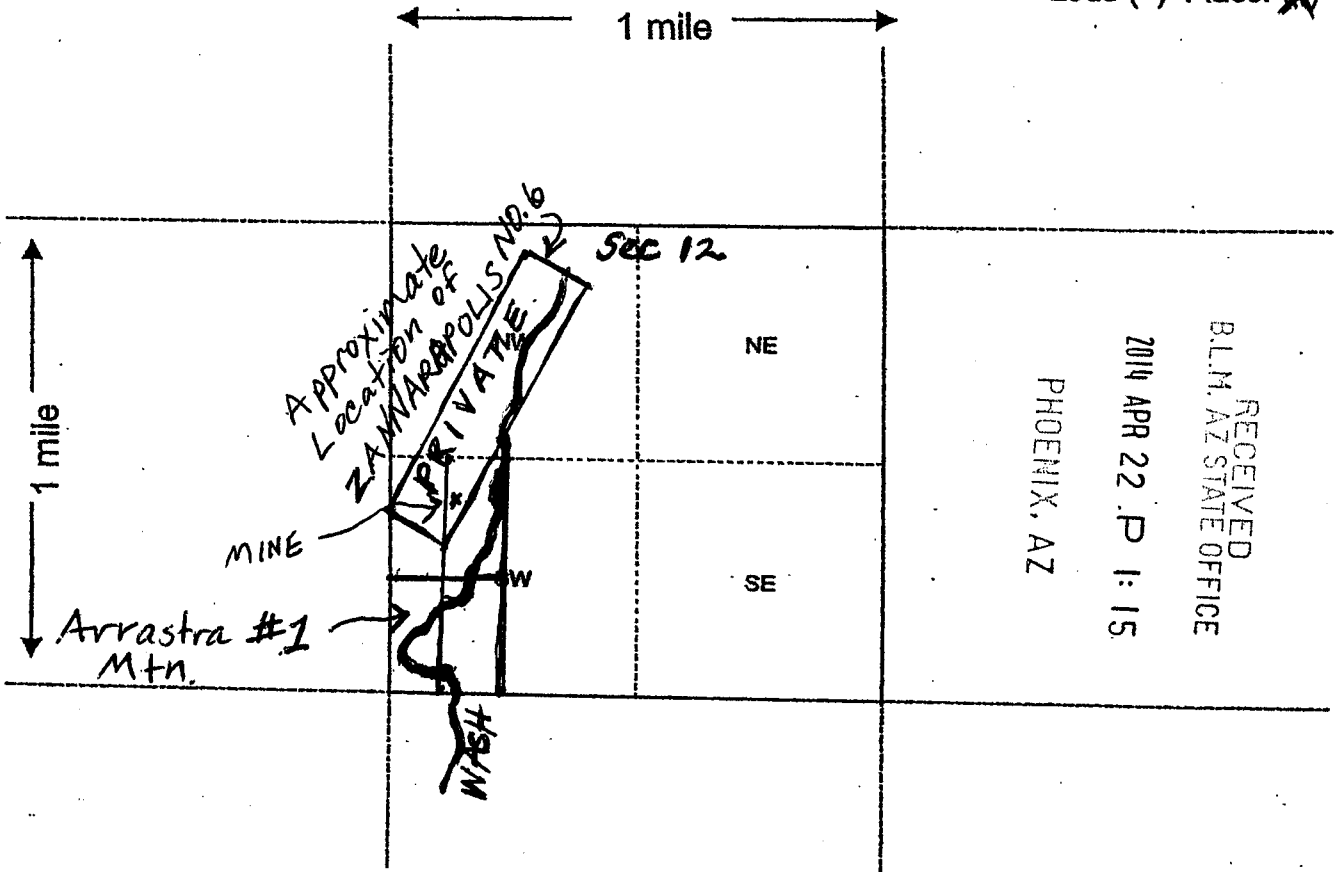 1 mile
Sec 12
Approximate
Location of
ZANNARAPOLIS NO.6
PRIVATE
NE
1 mile
MINE
W
SE
Arrastra #1
Mtn.
WASH
RECEIVED
B.L.M. AZ STATE OFFICE
2014 APR 22 P 1:15
PHOENIX, AZ